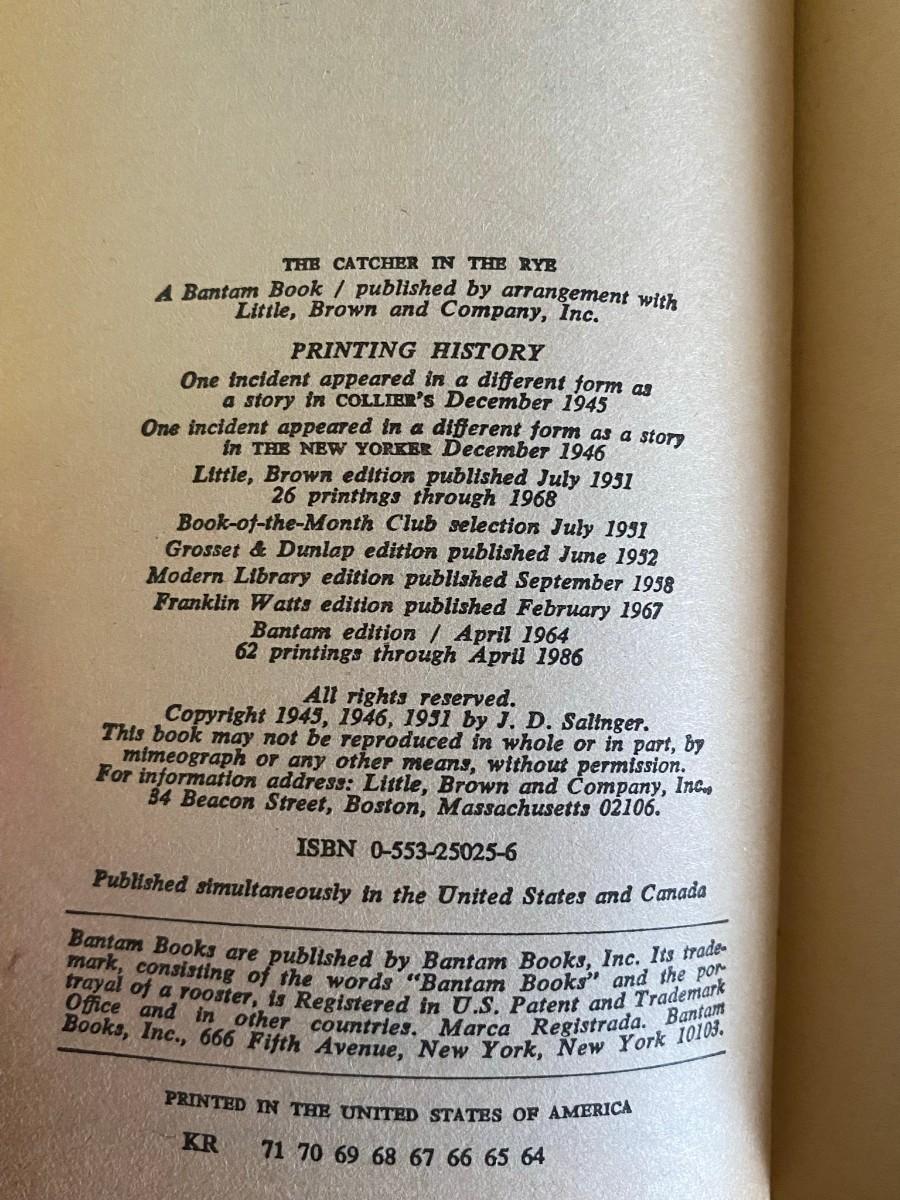 THE CATCHER IN THE RYE
A Bantam Book / published by arrangement with
Little, Brown and Company, Inc.
PRINTING HISTORY
One incident appeared in a different form as
a story in COLLIER'S December 1945
One incident appeared in a different form as a story
in THE NEW YORKER December 1946
Little, Brown edition published July 1951
26 printings through 1968
Book-of-the-Month Club selection July 1951
Grosset & Dunlap edition published June 1952
Modern Library edition published September 1958
Franklin Watts edition published February 1967
Bantam edition / April 1964
62 printings through April 1986
All rights reserved.
Copyright 1945, 1946, 1951 by J. D. Salinger.
This book may not be reproduced in whole or in part, by
mimeograph or any other means, without permission.
For information address: Little, Brown and Company, Inc.,
34 Beacon Street, Boston, Massachusetts 02106.
ISBN 0-553-25025-6
Published simultaneously in the United States and Canada
Bantam Books are published by Bantam Books, Inc. Its trade-
mark, consisting of the words "Bantam Books" and the por-
trayal of a rooster, is Registered in U.S. Patent and Trademark
Office and in other countries. Marca Registrada. Bantam
Books, Inc., 666 Fifth Avenue, New York, New York 10103.
PRINTED IN THE UNITED STATES OF AMERICA
KR 71 70 69 68 67 66 65 64